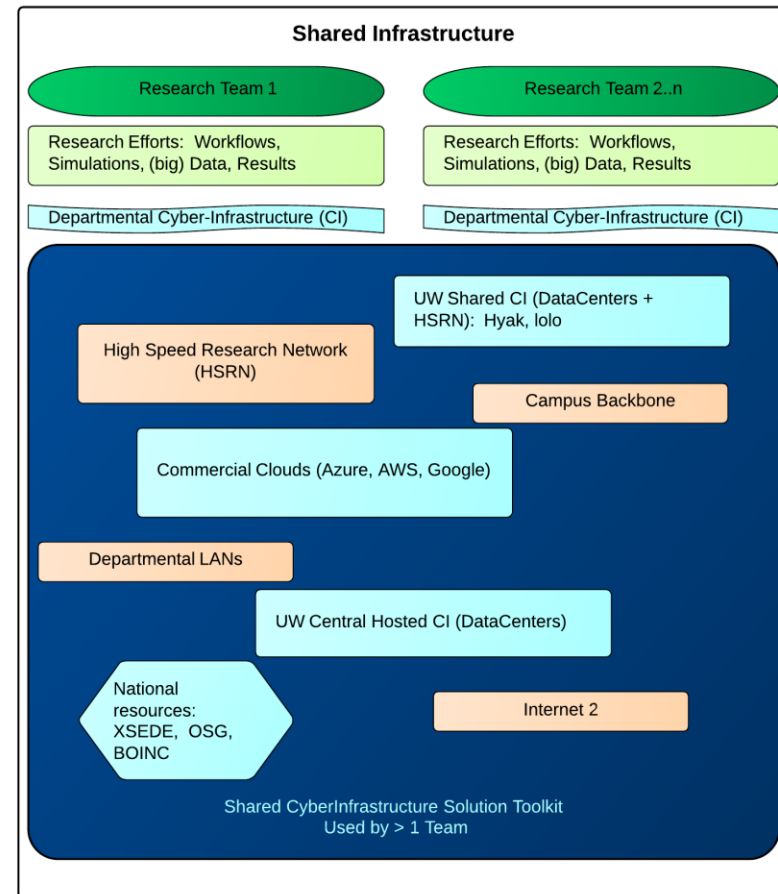 Shared Infrastructure
Research Team 1
Research Team 2..n
Research Efforts:  Workflows,
Simulations, (big) Data, Results
Research Efforts:  Workflows,
Simulations, (big) Data, Results
Departmental Cyber-Infrastructure (CI)
Departmental Cyber-Infrastructure (CI)
UW Shared CI (DataCenters +
HSRN):  Hyak, lolo
High Speed Research Network
(HSRN)
Campus Backbone
Commercial Clouds (Azure, AWS, Google)
Departmental LANs
UW Central Hosted CI (DataCenters)
National
resources:
XSEDE,  OSG,
BOINC
Internet 2
Shared CyberInfrastructure Solution Toolkit
Used by > 1 Team